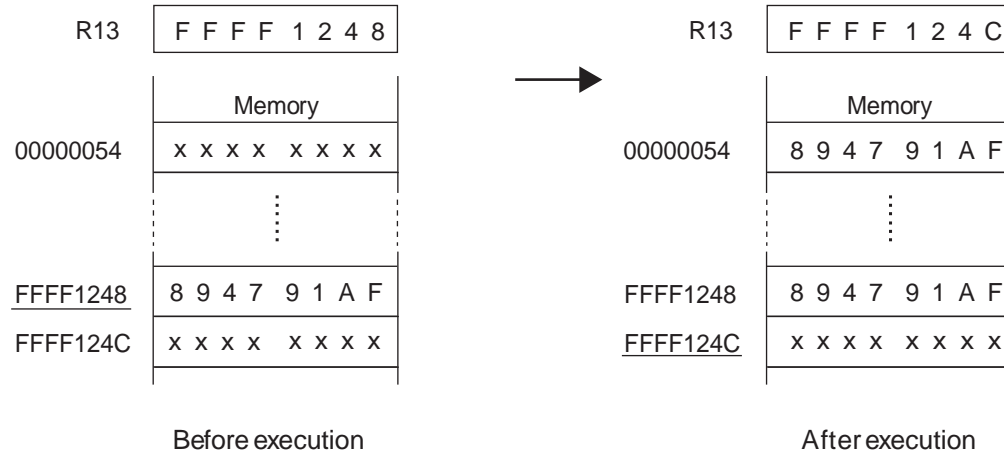 R13 F F F F 1 2 4 8
Memory
00000054 x x x x x x x x
FFFF1248 8 9 4 7 9 1 A F
FFFF124C x x x x x x x x
Before execution
R13 F F F F 1 2 4 C
Memory
00000054 8 9 4 7 9 1 A F
FFFF1248 8 9 4 7 9 1 A F
FFFF124C x x x x x x x x
After execution